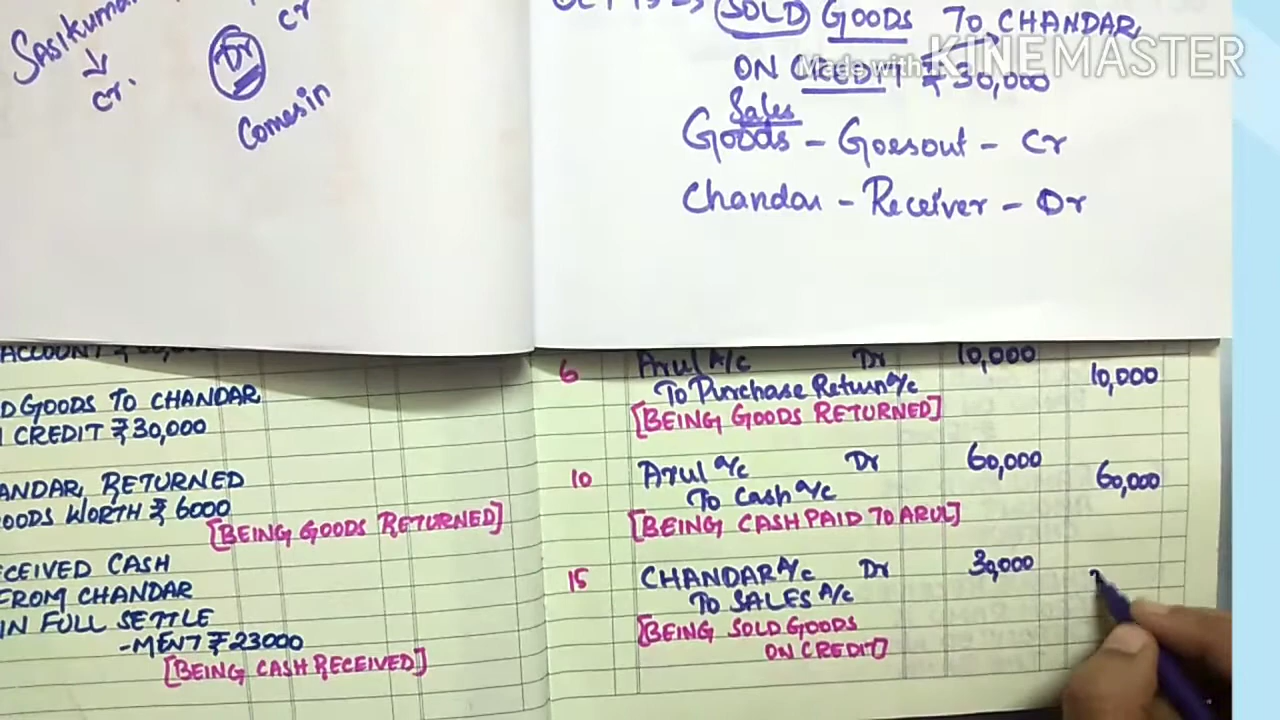 Sasikumar
↓
cr.
Dr
cr
Comesin
SOLD GOODS TO CHANDAR,
ON CREDIT ₹30,000
Made with KINEMASTER
Sales
Goods - Goesout - Cr
Chandar - Receiver - Dr
ACCOUNT ₹
D GOODS TO CHANDAR
CREDIT ₹30,000
ANDAR, RETURNED
OODS WORTH ₹6000
[BEING GOODS RETURNED]
ECEIVED CASH
FROM CHANDAR
IN FULL SETTLE
-MENT ₹23000
[BEING CASH RECEIVED]
6 Arul A/c Dr 10,000
To Purchase Return a/c 10,000
[BEING GOODS RETURNED]
10 Arul a/c Dr 60,000
To Cash a/c 60,000
[BEING CASH PAID TO ARUL]
15 CHANDAR A/c Dr 30,000
To SALES A/c
[BEING SOLD GOODS
ON CREDIT]